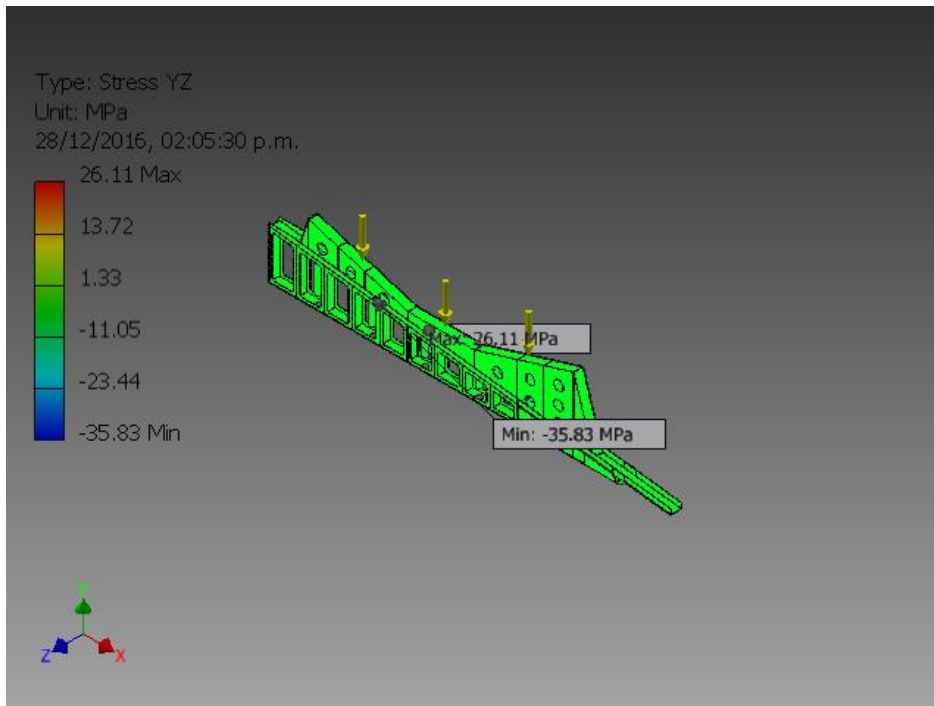 Type: Stress YZ
Unit: MPa
28/12/2016, 02:05:30 p.m.
26.11 Max
13.72
1.33
-11.05
-23.44
-35.83 Min
Max: 26.11 MPa
Min: -35.83 MPa
Y
Z
X